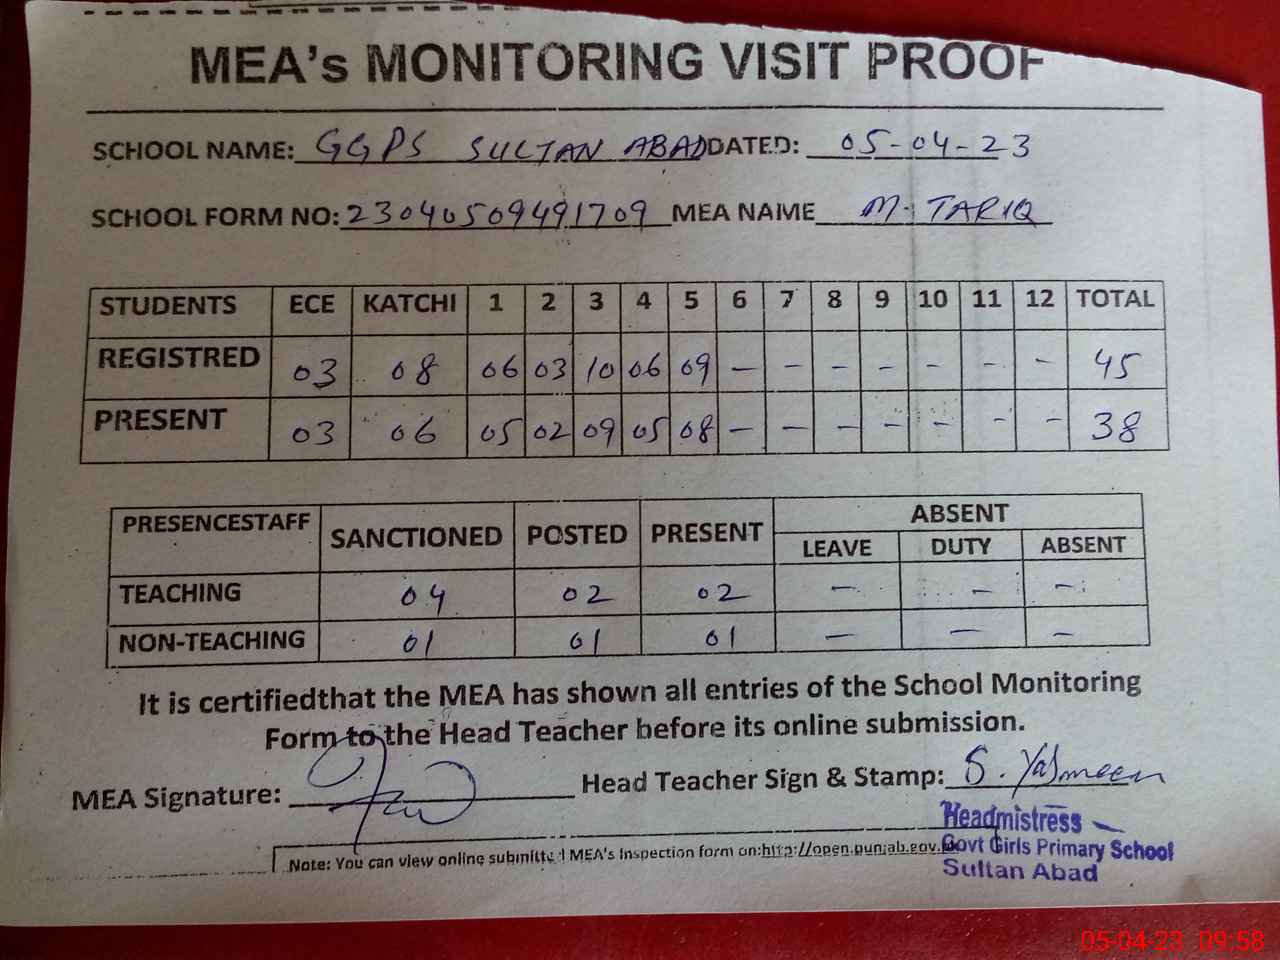 MEA's MONITORING VISIT PROOF
SCHOOL NAME: GGPS SULTAN ABAD DATED: 05-04-23
SCHOOL FORM NO: 23040509491709 MEA NAME M. TARIQ
STUDENTS ECE KATCHI 1 2 3 4 5 6 7 8 9 10 11 12 TOTAL
REGISTRED 03 08 06 03 10 06 09 - - - - - - - 45
PRESENT 03 06 05 02 09 05 08 - - - - - - - 38
PRESENCESTAFF SANCTIONED POSTED PRESENT ABSENT
LEAVE DUTY ABSENT
TEACHING 04 02 02 - - -
NON-TEACHING 01 01 01 - - -
It is certifiedthat the MEA has shown all entries of the School Monitoring
Form to the Head Teacher before its online submission.
MEA Signature: Head Teacher Sign & Stamp: S. Yasmeen
Headmistress
Govt Girls Primary School
Sultan Abad
Note: You can view online submitted MEA's Inspection form on:http://open.punjab.gov.
05-04-23 09:58